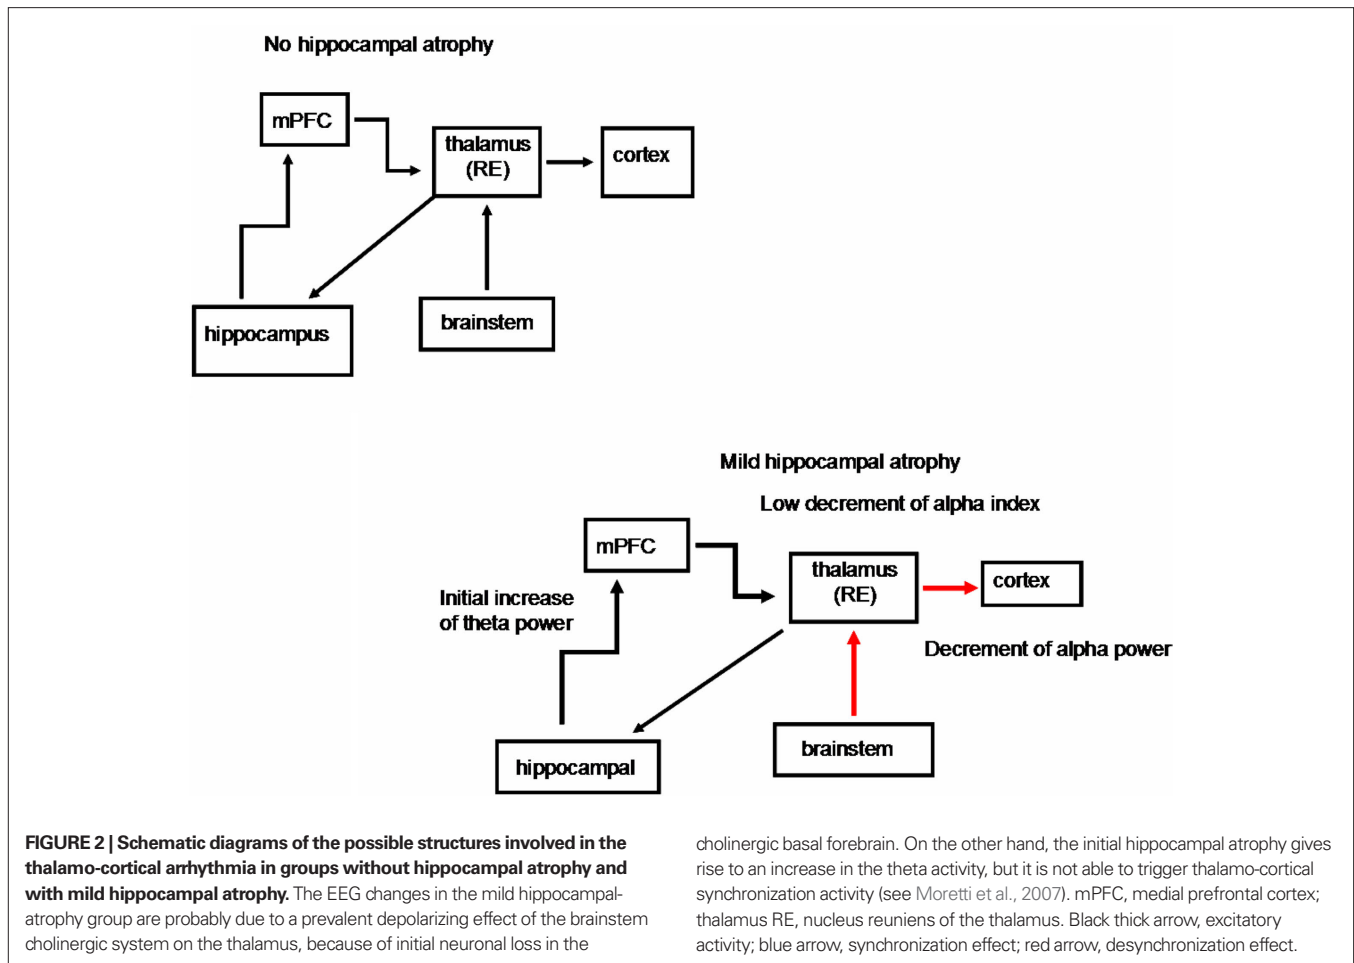 No hippocampal atrophy
mPFC
thalamus
(RE)
cortex
hippocampus
brainstem
Mild hippocampal atrophy
Low decrement of alpha index
mPFC
thalamus
(RE)
cortex
Initial increase
of theta power
Decrement of alpha power
brainstem
hippocampal
FIGURE 2 | Schematic diagrams of the possible structures involved in the
thalamo-cortical arrhythmia in groups without hippocampal atrophy and
with mild hippocampal atrophy. The EEG changes in the mild hippocampal-
atrophy group are probably due to a prevalent depolarizing effect of the brainstem
cholinergic system on the thalamus, because of initial neuronal loss in the
cholinergic basal forebrain. On the other hand, the initial hippocampal atrophy gives
rise to an increase in the theta activity, but it is not able to trigger thalamo-cortical
synchronization activity (see Moretti et al., 2007). mPFC, medial prefrontal cortex;
thalamus RE, nucleus reuniens of the thalamus. Black thick arrow, excitatory
activity; blue arrow, synchronization effect; red arrow, desynchronization effect.